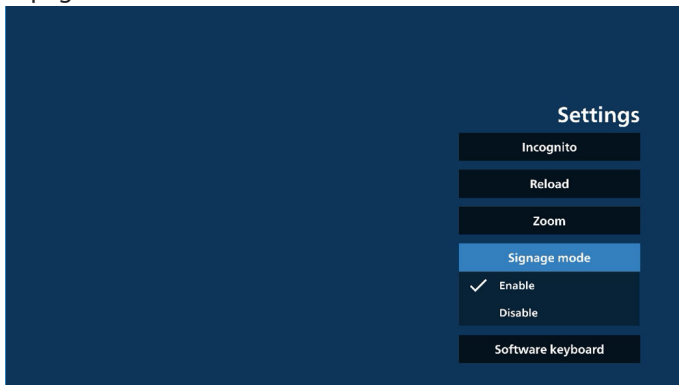 Settings
Incognito
Reload
Zoom
Signage mode
Enable
Disable
Software keyboard